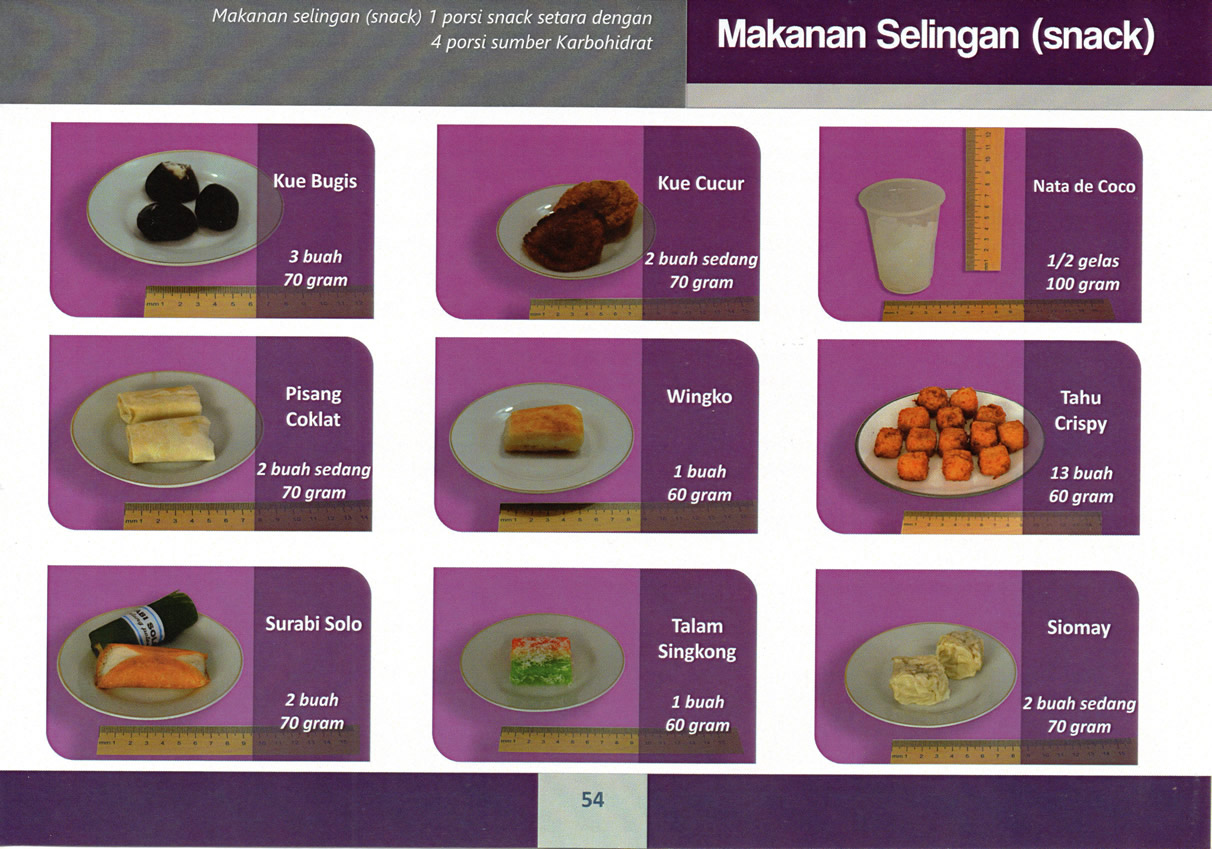 Makanan selingan (snack) 1 porsi snack setara dengan
4 porsi sumber Karbohidrat
Makanan Selingan (snack)
Kue Bugis
3 buah
70 gram
Kue Cucur
2 buah sedang
70 gram
Nata de Coco
1/2 gelas
100 gram
Pisang
Coklat
2 buah sedang
70 gram
Wingko
1 buah
60 gram
Tahu
Crispy
13 buah
60 gram
Surabi Solo
2 buah
70 gram
Talam
Singkong
1 buah
60 gram
Siomay
2 buah sedang
70 gram
54